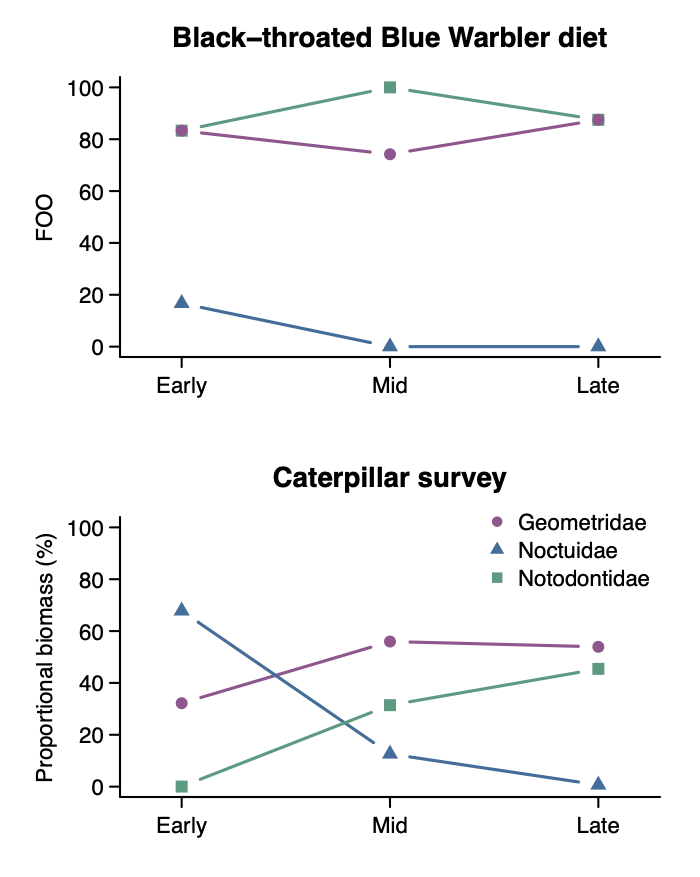 Black–throated Blue Warbler diet
100
80
60
40
20
0
FOO
Early Mid Late
Caterpillar survey
100
80
60
40
20
0
Proportional biomass (%)
Geometridae
Noctuidae
Notodontidae
Early Mid Late